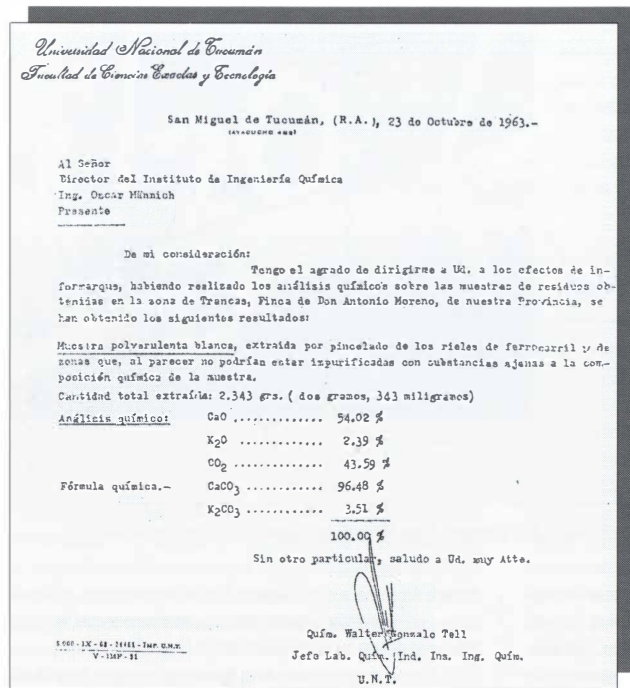 Universidad Nacional de Tucumán
Facultad de Ciencias Exactas y Tecnología
San Miguel de Tucumán, (R.A.), 23 de Octubre de 1963.-
(AYACUCHO 482)
Al Señor
Director del Instituto de Ingeniería Química
Ing. Oscar Männich
Presente
De mi consideración:
Tengo el agrado de dirigirme a Ud. a los efectos de in-
formarque, habiendo realizado los análisis químicos sobre las muestras de residuos ob-
tenidas en la zona de Trancas, Finca de Don Antonio Moreno, de nuestra Provincia, se
han obtenido los siguientes resultados:
Muestra polverulenta blanca, extraída por pincelado de los rieles de ferrocarril y de
zonas que, al parecer no podrían estar impurificadas con substancias ajenas a la com-
posición química de la muestra.
Cantidad total extraída: 2.343 grs. ( dos gramos, 343 miligramos)
Análisis químico: CaO ............ 54.02 %
K2O ............ 2.39 %
CO2 ............ 43.59 %
Fórmula química.- CaCO3 ............ 96.48 %
K2CO3 ............ 3.51 %
100.00 %
Sin otro particular, saludo a Ud. muy Atte.
Quím. Walter Gonzalo Tell
Jefe Lab. Quím. Ind. Ins. Ing. Quím.
U.N.T.